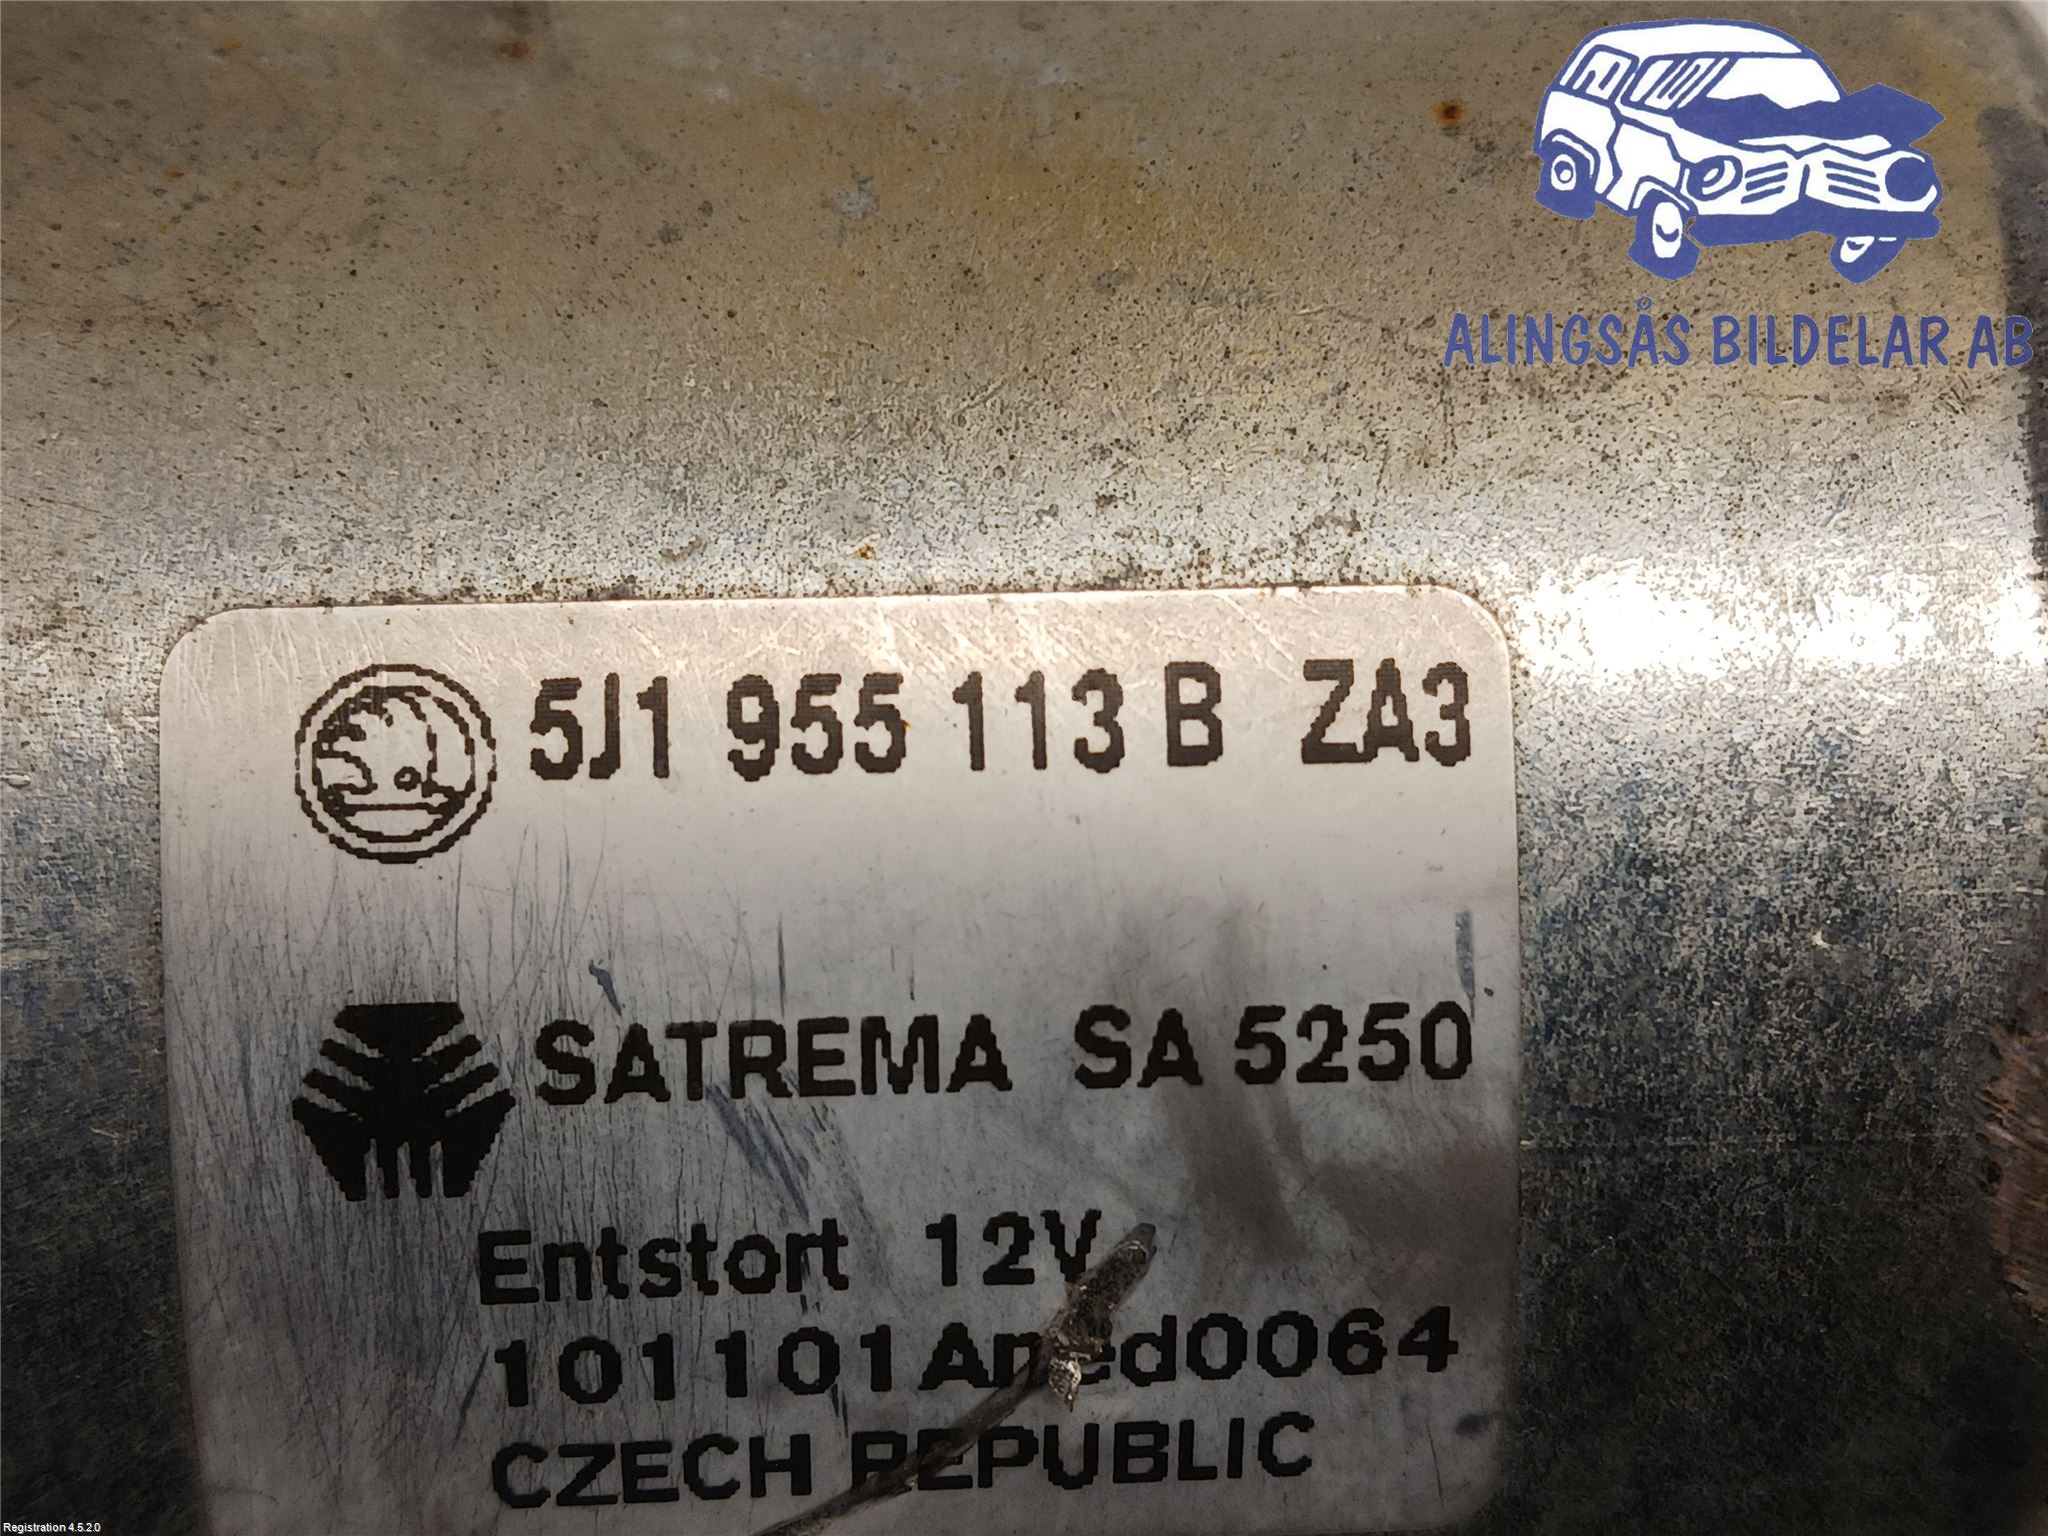 ALINGSÅS BILDELAR AB
5J1 955 113 B ZA3
SATREMA SA 5250
Entstort 12V
101101Amed0064
CZECH REPUBLIC
Registration 4.5.2.0